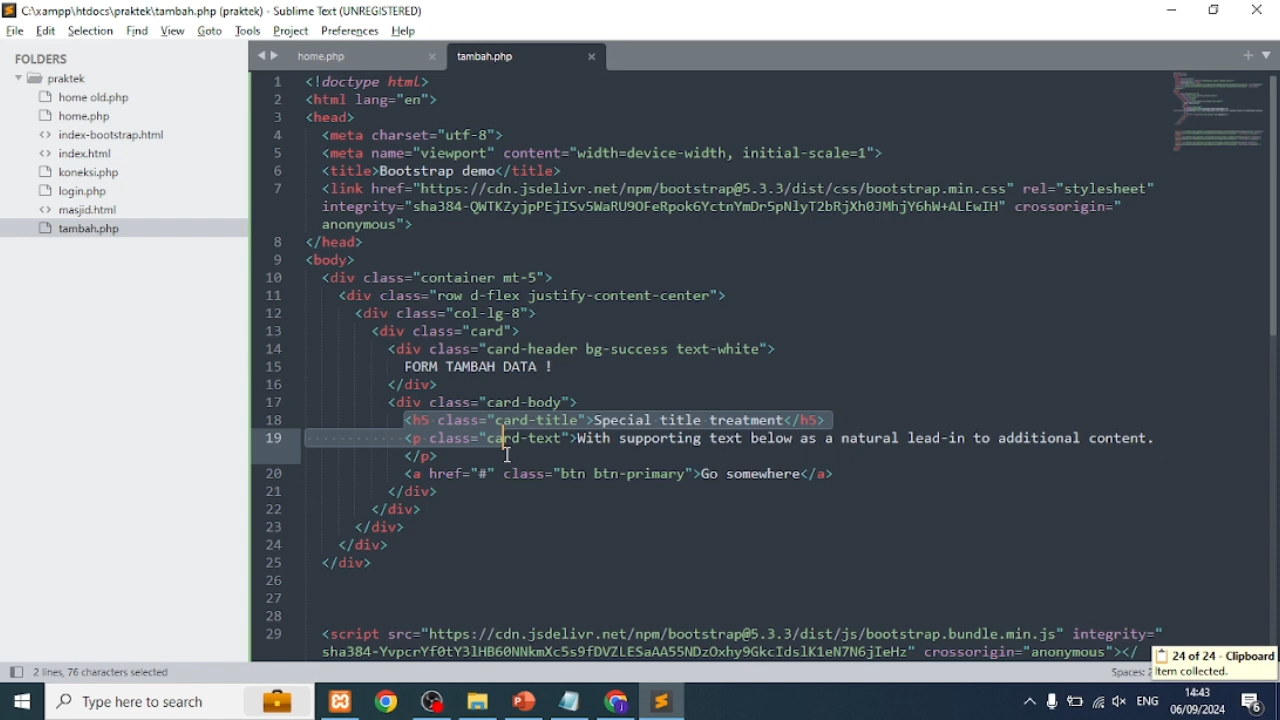 C:\xampp\htdocs\praktek\tambah.php (praktek) - Sublime Text (UNREGISTERED)
File Edit Selection Find View Goto Tools Project Preferences Help
FOLDERS
praktek
home old.php
home.php
index-bootstrap.html
index.html
koneksi.php
login.php
masjid.html
tambah.php
home.php
tambah.php
1 <!doctype html>
2 <html lang="en">
3 <head>
4 <meta charset="utf-8">
5 <meta name="viewport" content="width=device-width, initial-scale=1">
6 <title>Bootstrap demo</title>
7 <link href="https://cdn.jsdelivr.net/npm/bootstrap@5.3.3/dist/css/bootstrap.min.css" rel="stylesheet"
integrity="sha384-QWTKZyjpPEjISv5WaRU9OFeRpok6YctnYmDr5pNlyT2bRjXh0JMhjY6hW+ALEwIH" crossorigin="
anonymous">
8 </head>
9 <body>
10 <div class="container mt-5">
11 <div class="row d-flex justify-content-center">
12 <div class="col-lg-8">
13 <div class="card">
14 <div class="card-header bg-success text-white">
15 FORM TAMBAH DATA !
16 </div>
17 <div class="card-body">
18 <h5 class="card-title">Special title treatment</h5>
19 <p class="card-text">With supporting text below as a natural lead-in to additional content.
</p>
20 <a href="#" class="btn btn-primary">Go somewhere</a>
21 </div>
22 </div>
23 </div>
24 </div>
25 </div>
26
27
28
29 <script src="https://cdn.jsdelivr.net/npm/bootstrap@5.3.3/dist/js/bootstrap.bundle.min.js" integrity="
sha384-YvpcrYf0tY3lHB60NNkmXc5s9fDVZLESaAA55NDzOxhy9GkcIdslK1eN7N6jIeHz" crossorigin="anonymous"></
2 lines, 76 characters selected
Spaces: 2
24 of 24 - Clipboard
Item collected.
Type here to search
ENG
14:43
06/09/2024
6